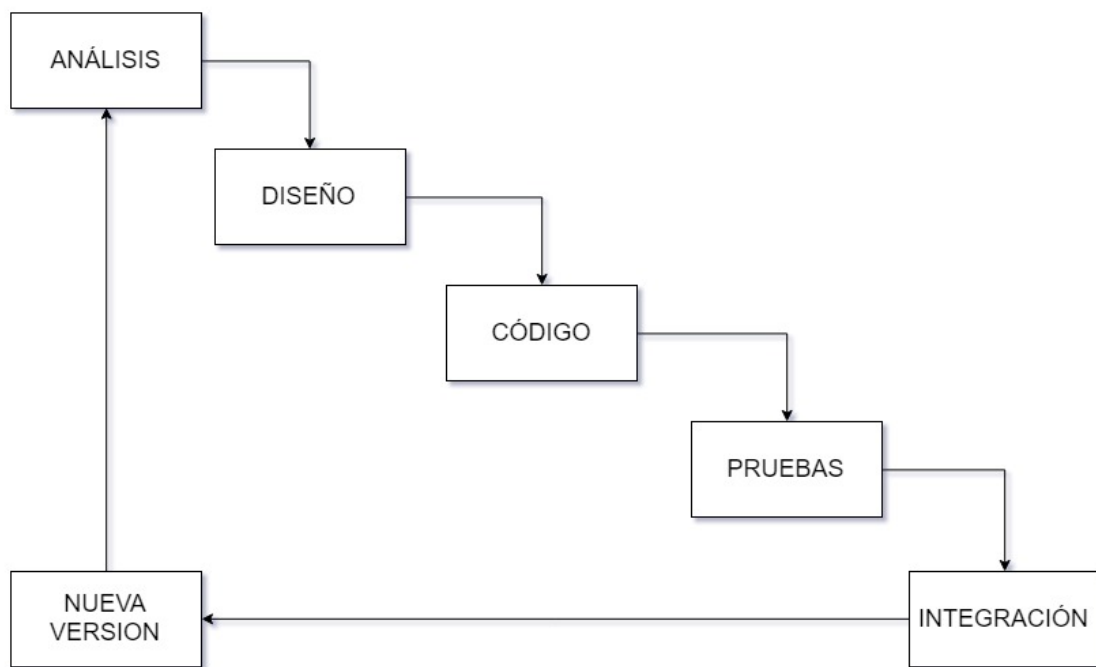 ANÁLISIS
DISEÑO
CÓDIGO
PRUEBAS
NUEVA
VERSION
INTEGRACIÓN